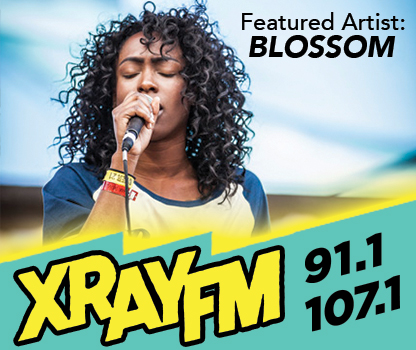 Featured Artist:
BLOSSOM
XRAYFM
91.1
107.1